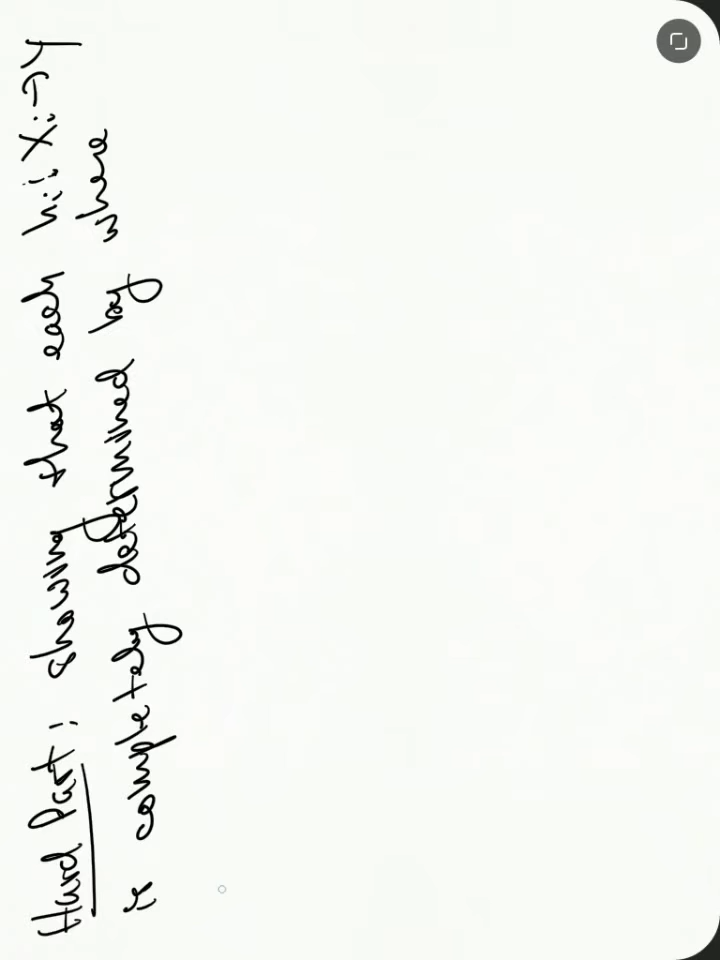 Hard Part: showing that each hᵢ: Xᵢ → Y
is completely determined by where